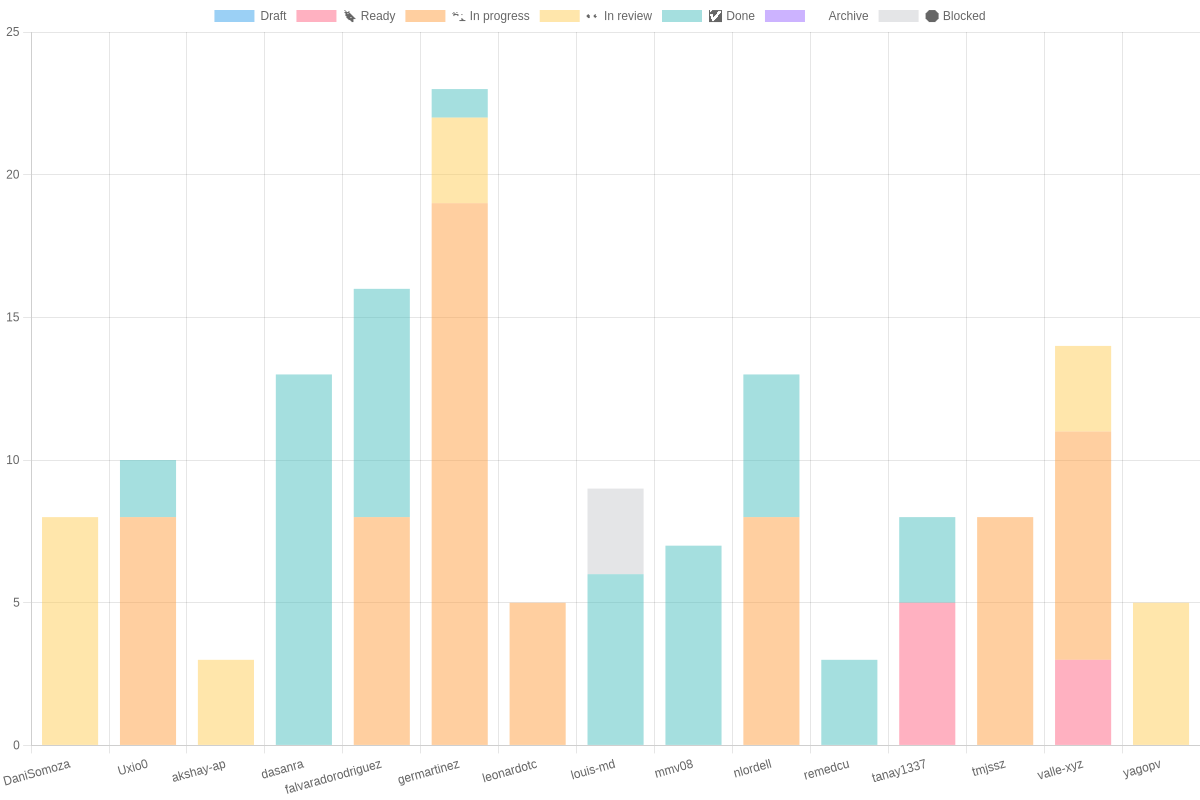 Draft Ready In progress In review Done Archive Blocked
25
20
15
10
5
0
DaniSomoza
Uxio0
akshay-ap
dasanra
falvaradorodriguez
germartinez
leonardotc
louis-md
mmv08
nlordell
remedcu
tanay1337
tmjssz
valle-xyz
yagopv